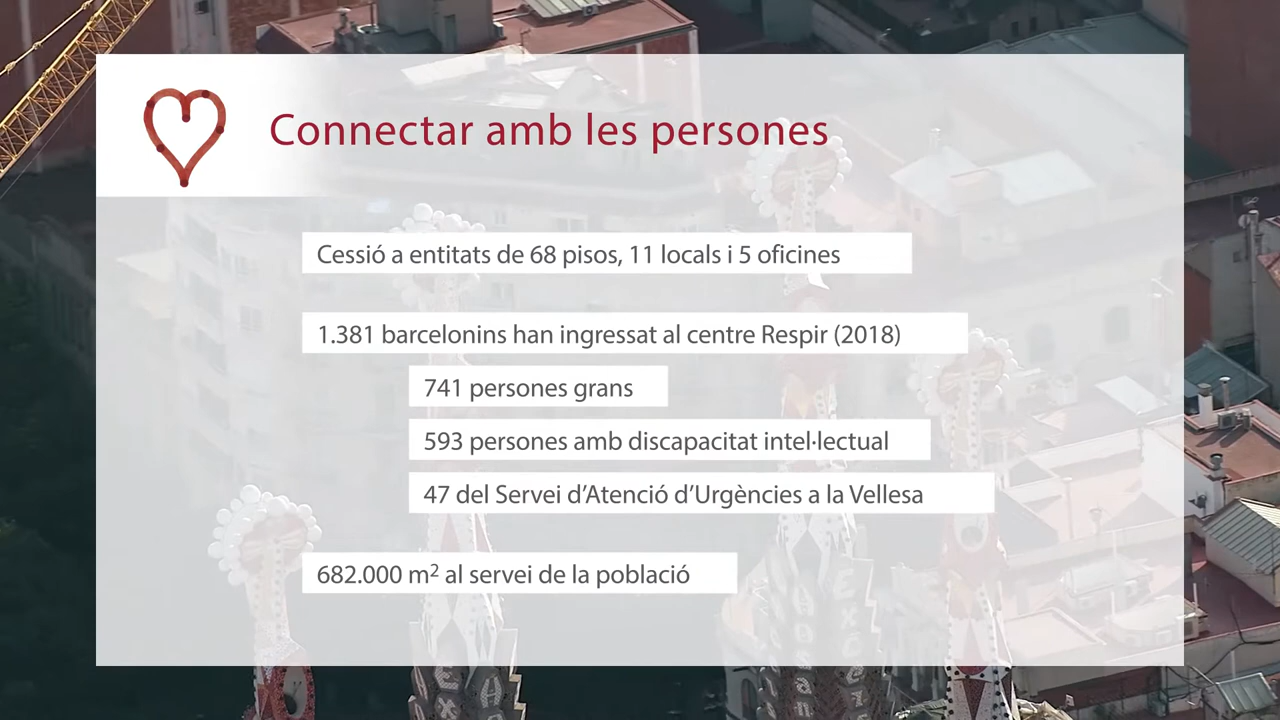 Connectar amb les persones
Cessió a entitats de 68 pisos, 11 locals i 5 oficines
1.381 barcelonins han ingressat al centre Respir (2018)
741 persones grans
593 persones amb discapacitat intel·lectual
47 del Servei d’Atenció d’Urgències a la Vellesa
682.000 m² al servei de la població